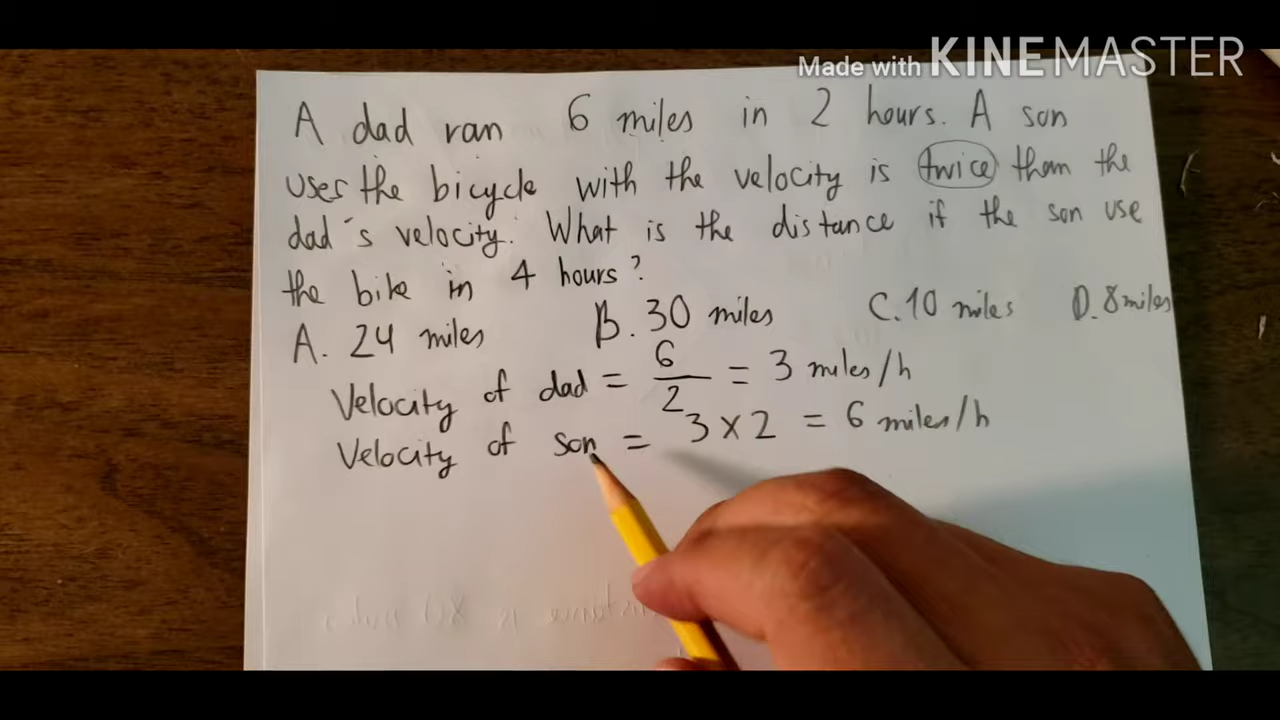 Made with KINEMASTER
A dad ran 6 miles in 2 hours. A son
uses the bicycle with the velocity is twice than the
dad's velocity. What is the distance if the son use
the bike in 4 hours?
A. 24 miles B. 30 miles C. 10 miles D. 8 miles
Velocity of dad = 6/2 = 3 miles/h
Velocity of son = 3 x 2 = 6 miles/h